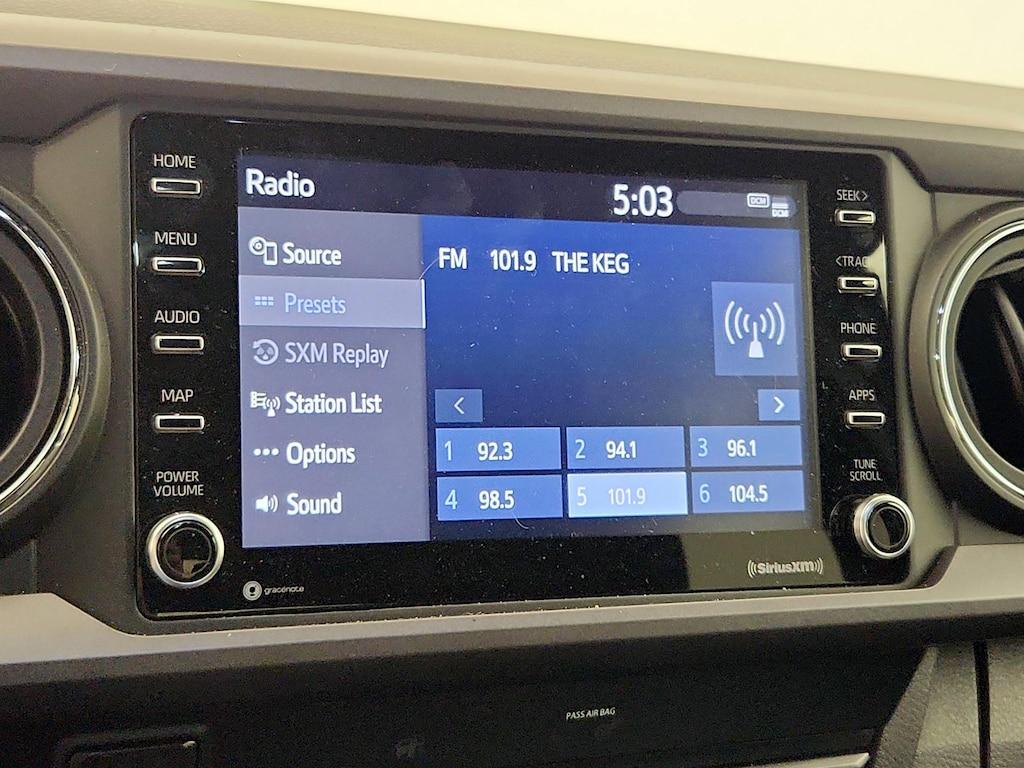 HOME
MENU
AUDIO
MAP
POWER
VOLUME
Radio
5:03
DCM
DCM
Source
Presets
SXM Replay
Station List
Options
Sound
FM 101.9 THE KEG
< >
1 92.3 2 94.1 3 96.1
4 98.5 5 101.9 6 104.5
SEEK>
<TRACK
PHONE
APPS
TUNE
SCROLL
gracenote
((SiriusXM))
PASS AIR BAG